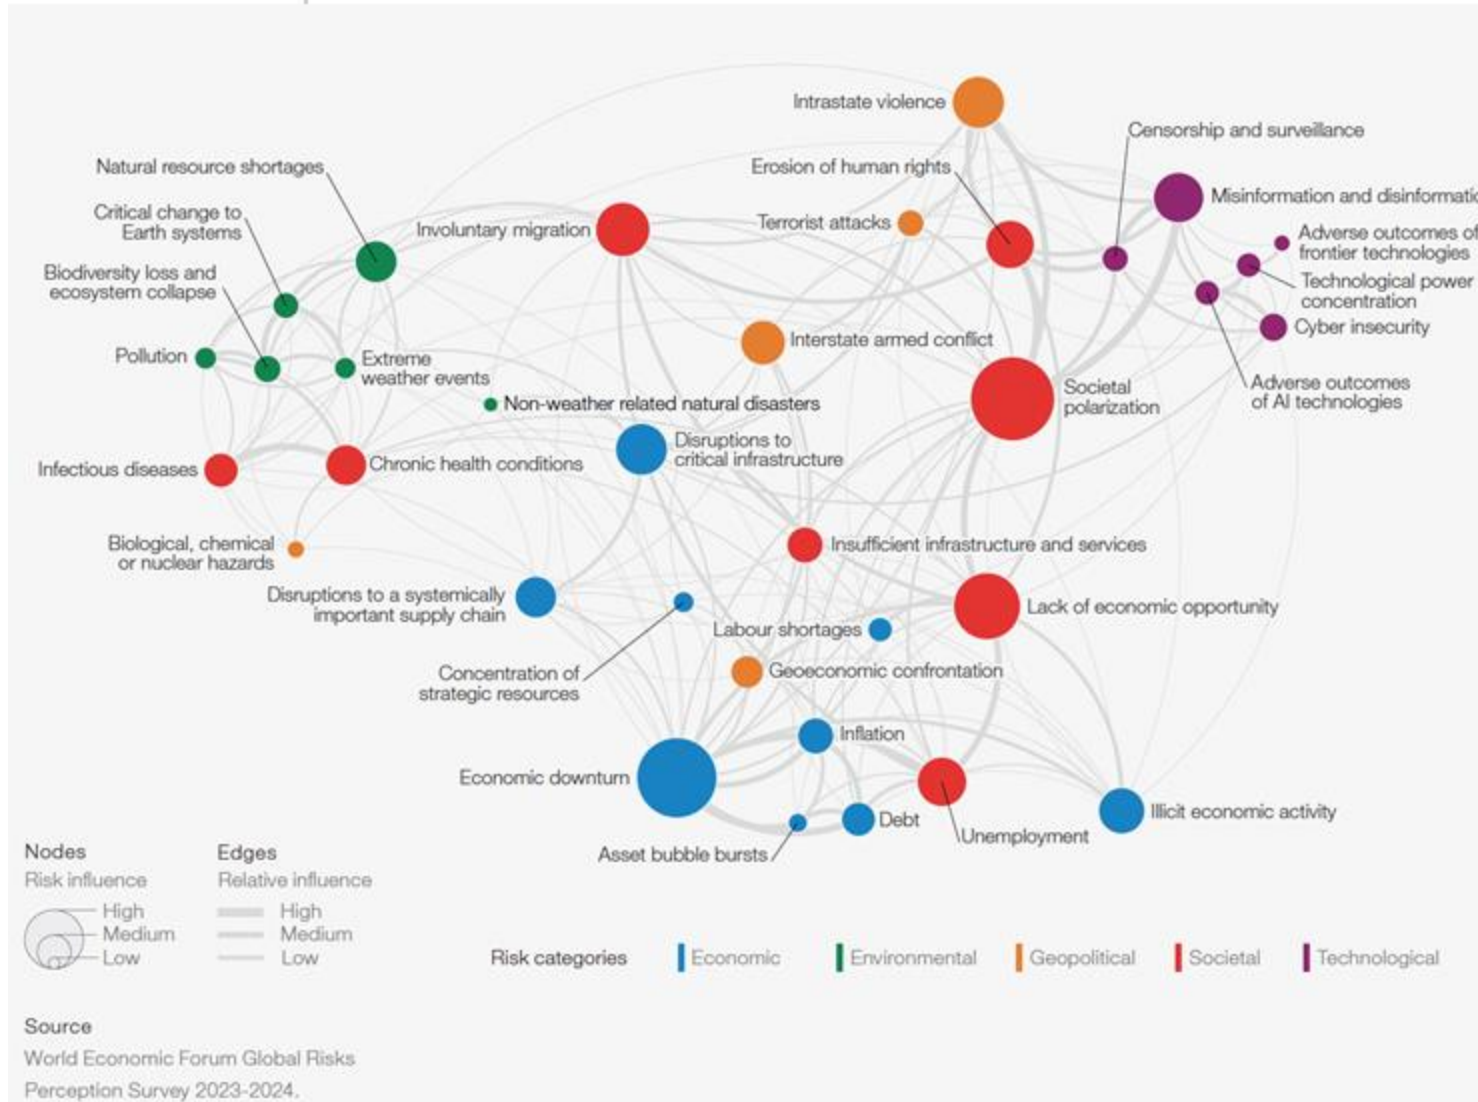 Intrastate violence
Censorship and surveillance
Natural resource shortages
Erosion of human rights
Misinformation and disinformatic
Critical change to
Earth systems
Involuntary migration
Terrorist attacks
Adverse outcomes of
frontier technologies
Biodiversity loss and
ecosystem collapse
Technological power
concentration
Cyber insecurity
Interstate armed conflict
Pollution
Extreme
weather events
Adverse outcomes
of AI technologies
Societal
polarization
Non-weather related natural disasters
Disruptions to
critical infrastructure
Infectious diseases
Chronic health conditions
Biological, chemical
or nuclear hazards
Insufficient infrastructure and services
Disruptions to a systemically
important supply chain
Lack of economic opportunity
Labour shortages
Concentration of
strategic resources
Geoeconomic confrontation
Inflation
Economic downturn
Illicit economic activity
Debt
Unemployment
Asset bubble bursts
Nodes
Risk influence
High
Medium
Low
Edges
Relative influence
High
Medium
Low
Risk categories
Economic
Environmental
Geopolitical
Societal
Technological
Source
World Economic Forum Global Risks
Perception Survey 2023-2024.